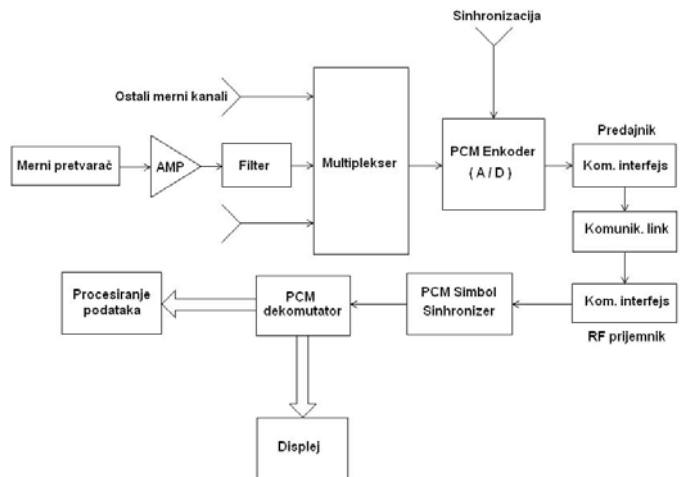 Sinhronizacija
Ostali merni kanali
Merni pretvarač
AMP
Filter
Multiplekser
PCM Enkoder
( A / D )
Predajnik
Kom. interfejs
Komunik. link
Kom. interfejs
RF prijemnik
PCM Simbol
Sinhronizer
PCM
dekomutator
Procesiranje
podataka
Displej